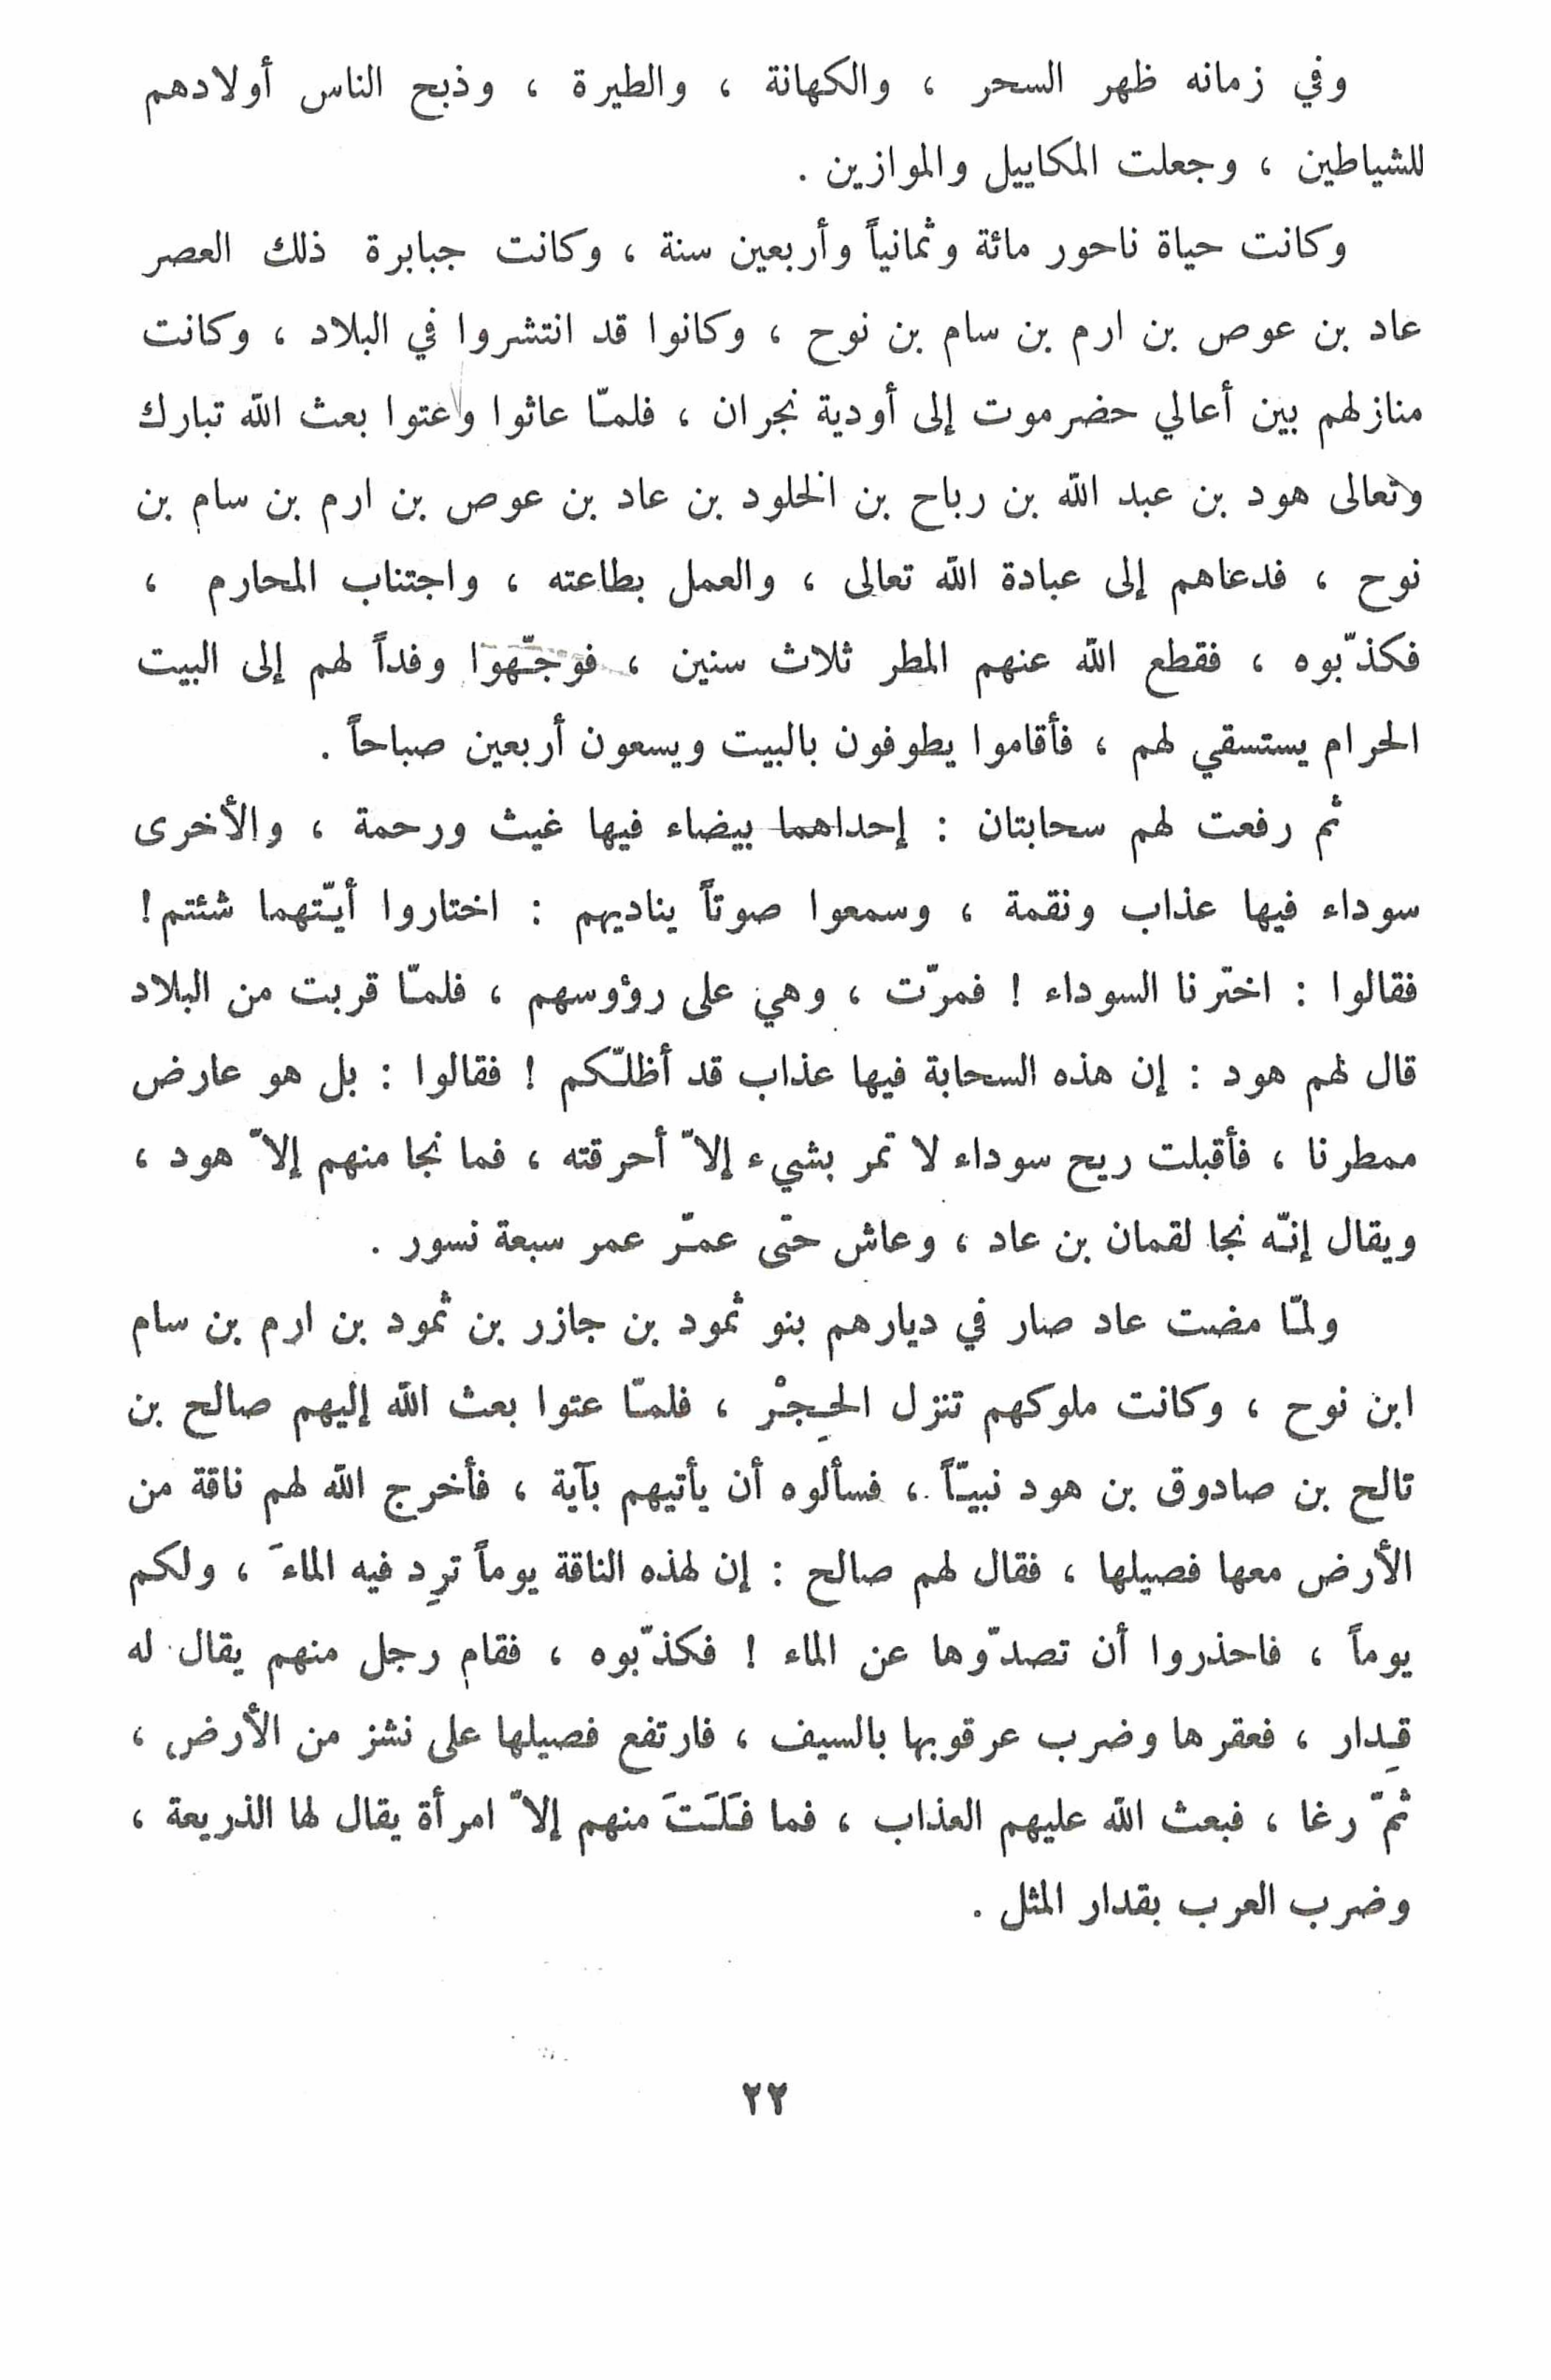 وفي زمانه ظهر السحر ، والكهانة ، والطيرة ، وذبح الناس أولادهم
للشياطين ، وجعلت المكاييل والموازين .
وكانت حياة ناحور مائة وثمانياً وأربعين سنة ، وكانت جبابرة ذلك العصر
عاد بن عوص بن ارم بن سام بن نوح ، وكانوا قد انتشروا في البلاد ، وكانت
منازلهم بين أعالي حضرموت إلى أودية نجران ، فلمّا عاثوا وعتوا بعث الله تبارك
وتعالى هود بن عبد الله بن رباح بن الخلود بن عاد بن عوص بن ارم بن سام بن
نوح ، فدعاهم إلى عبادة الله تعالى ، والعمل بطاعته ، واجتناب المحارم ،
فكذّبوه ، فقطع الله عنهم المطر ثلاث سنين ، فوجّهوا وفداً لهم إلى البيت
الحرام يستسقي لهم ، فأقاموا يطوفون بالبيت ويسعون أربعين صباحاً .
ثم رفعت لهم سحابتان : إحداهما بيضاء فيها غيث ورحمة ، والأخرى
سوداء فيها عذاب ونقمة ، وسمعوا صوتاً يناديهم : اختاروا أيّتهما شئتم!
فقالوا : اخترنا السوداء ! فمرّت ، وهي على رؤوسهم ، فلمّا قربت من البلاد
قال لهم هود : إن هذه السحابة فيها عذاب قد أظلّكم ! فقالوا : بل هو عارض
ممطرنا ، فأقبلت ريح سوداء لا تمر بشيء إلاّ أحرقته ، فما نجا منهم إلاّ هود ،
ويقال إنّه نجا لقمان بن عاد ، وعاش حتى عمّر عمر سبعة نسور .
ولمّا مضت عاد صار في ديارهم بنو ثمود بن جازر بن ثمود بن ارم بن سام
ابن نوح ، وكانت ملوكهم تنزل الحِجْر ، فلمّا عتوا بعث الله إليهم صالح بن
تالح بن صادوق بن هود نبيّاً ، فسألوه أن يأتيهم بآية ، فأخرج الله لهم ناقة من
الأرض معها فصيلها ، فقال لهم صالح : إن لهذه الناقة يوماً ترِد فيه الماءَ ، ولكم
يوماً ، فاحذروا أن تصدّوها عن الماء ! فكذّبوه ، فقام رجل منهم يقال له
قِدار ، فعقرها وضرب عرقوبها بالسيف ، فارتفع فصيلها على نشز من الأرض ،
ثمّ رغا ، فبعث الله عليهم العذاب ، فما فَلَتَ منهم إلاّ امرأة يقال لها الذريعة ،
وضرب العرب بقدار المثل .
٢٢